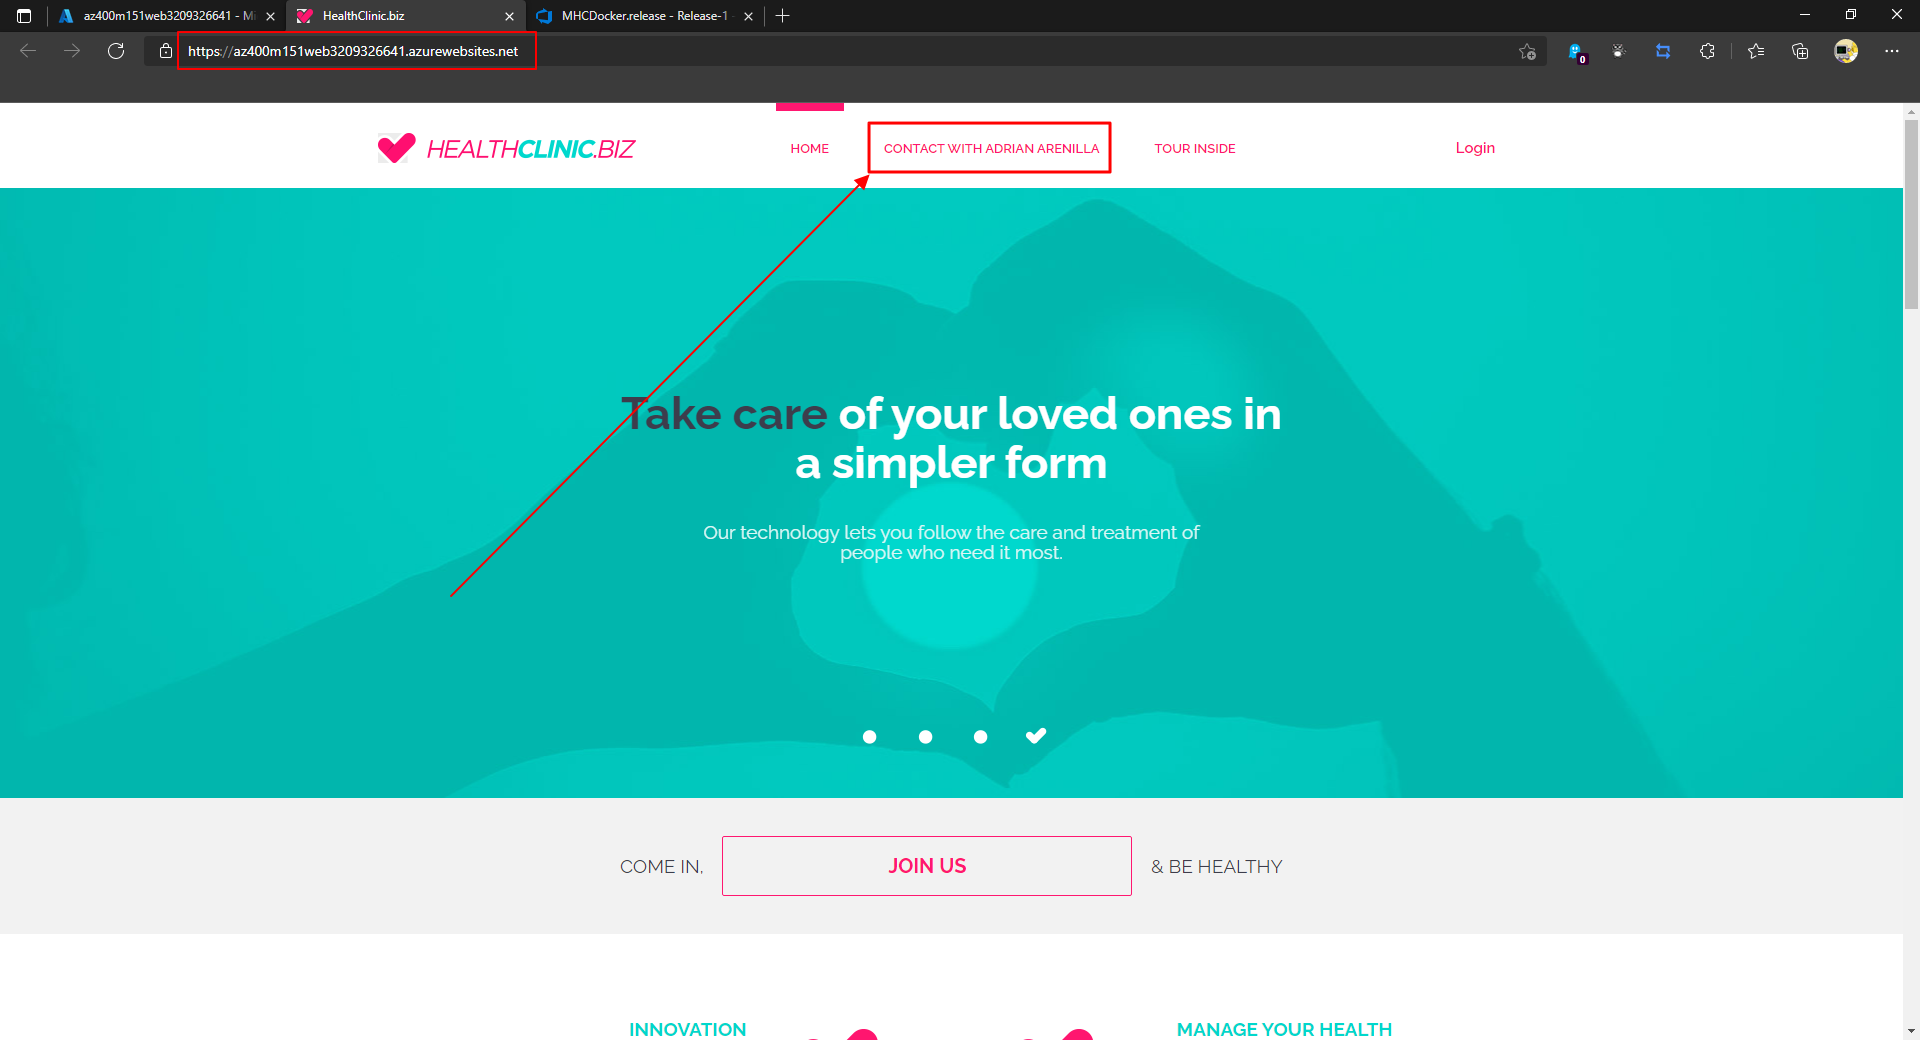 az400m151web3209326641 - Mi
HealthClinic.biz
MHCDocker.release - Release-1
https://az400m151web3209326641.azurewebsites.net
0
HEALTHCLINIC.BIZ
HOME
CONTACT WITH ADRIAN ARENILLA
TOUR INSIDE
Login
Take care of your loved ones in
a simpler form
Our technology lets you follow the care and treatment of
people who need it most.
COME IN,
JOIN US
& BE HEALTHY
INNOVATION
MANAGE YOUR HEALTH